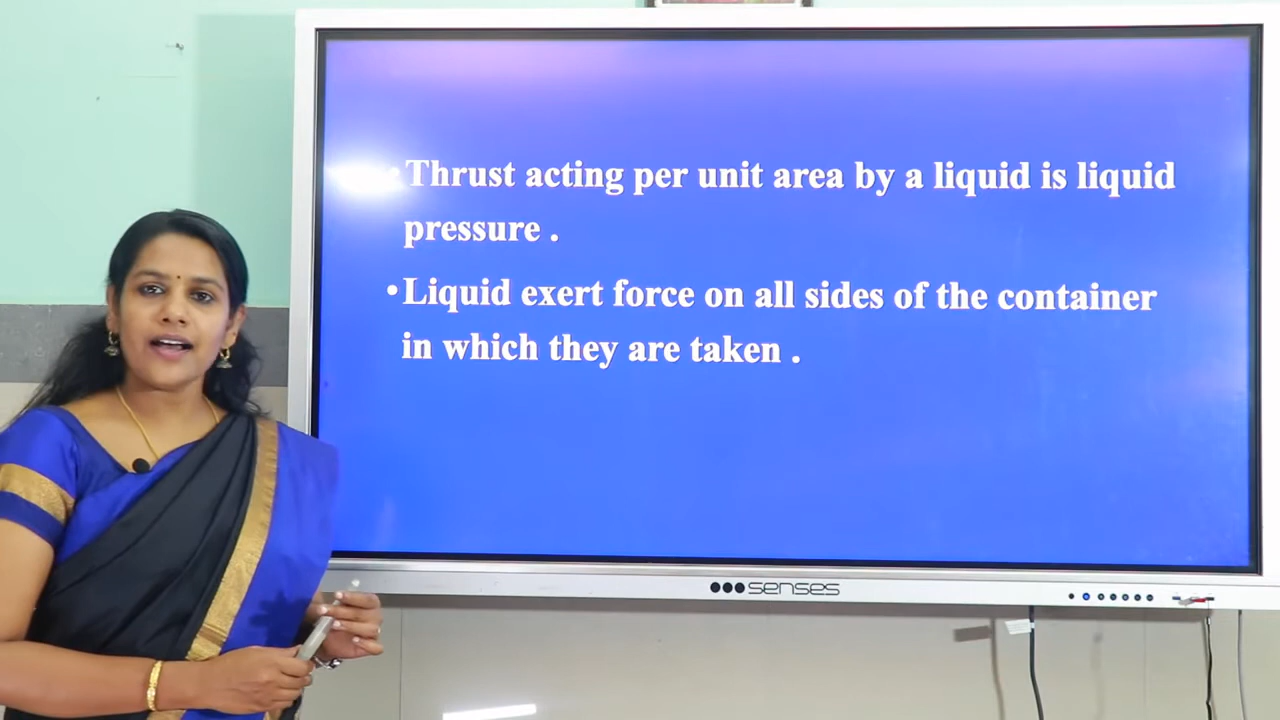 • Thrust acting per unit area by a liquid is liquid
pressure .
•Liquid exert force on all sides of the container
in which they are taken .
senses